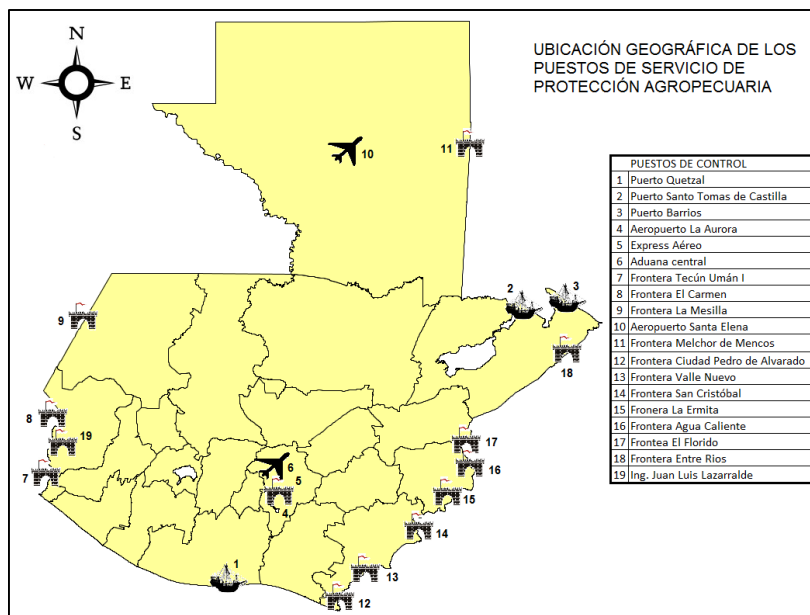 UBICACIÓN GEOGRÁFICA DE LOS
PUESTOS DE SERVICIO DE
PROTECCIÓN AGROPECUARIA
N
W E
S
10
11
PUESTOS DE CONTROL
1 Puerto Quetzal
2 Puerto Santo Tomas de Castilla
3 Puerto Barrios
4 Aeropuerto La Aurora
5 Express Aéreo
6 Aduana central
7 Frontera Tecún Umán I
8 Frontera El Carmen
9 Frontera La Mesilla
10 Aeropuerto Santa Elena
11 Frontera Melchor de Mencos
12 Frontera Ciudad Pedro de Alvarado
13 Frontera Valle Nuevo
14 Frontera San Cristóbal
15 Fronera La Ermita
16 Frontera Agua Caliente
17 Frontea El Florido
18 Frontera Entre Rios
19 Ing. Juan Luis Lazarralde
2
3
9
18
8
19
17
6
16
7
5
15
4
14
1
13
12